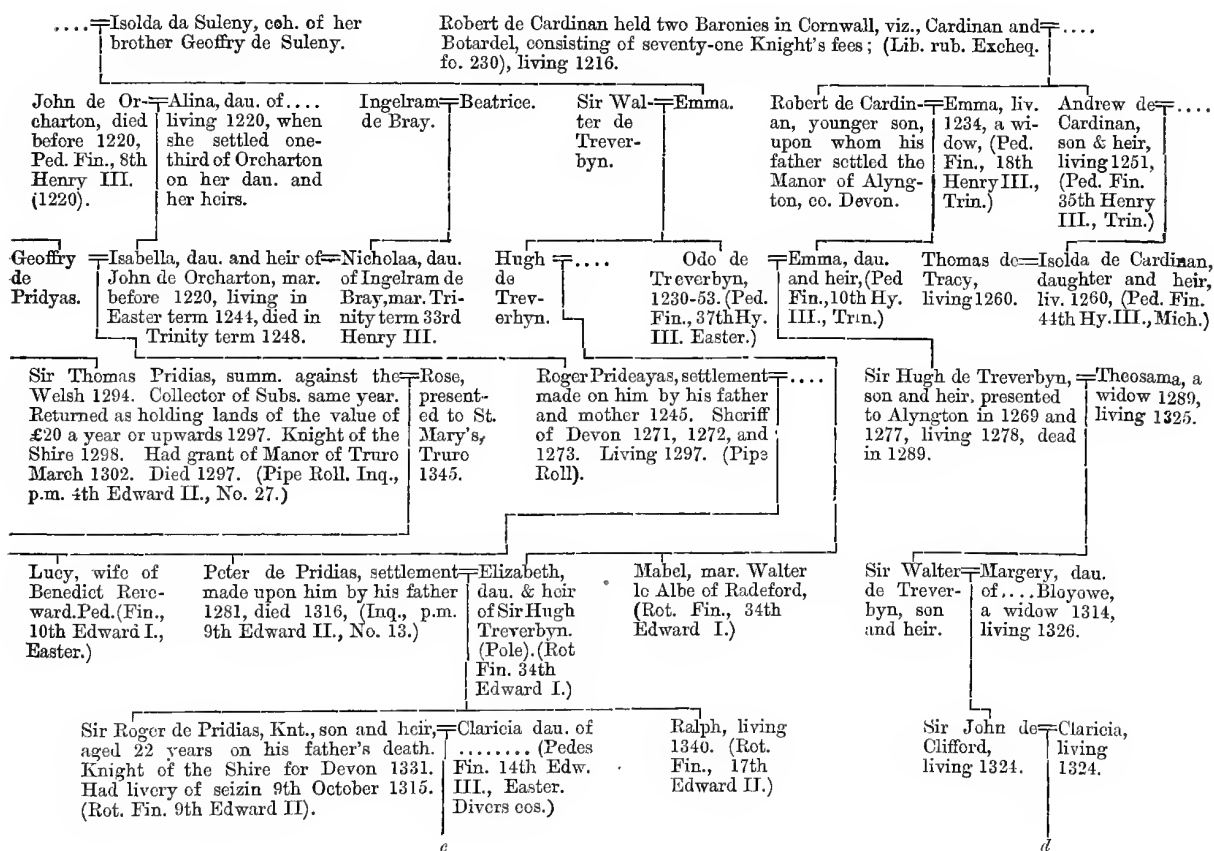 ....=Isolda da Suleny, coh. of her
brother Geoffry de Suleny.
Robert de Cardinan held two Baronies in Cornwall, viz., Cardinan and=....
Botardel, consisting of seventy-one Knight's fees; (Lib. rub. Excheq.
fo. 230), living 1216.
John de Or-
charton, died
before 1220,
Ped. Fin., 8th
Henry III.
(1220).
=Alina, dau. of....
living 1220, when
she settled one-
third of Orcharton
on her dau. and
her heirs.
Ingelram=Beatrice.
de Bray.
Sir Wal-=Emma.
ter de
Trever-
byn.
Robert de Cardin-
an, younger son,
upon whom his
father settled the
Manor of Alyng-
ton, co. Devon.
=Emma, liv.
1234, a wi-
dow, (Ped.
Fin., 18th
Henry III.,
Trin.)
Andrew de=....
Cardinan,
son & heir,
living 1251,
(Ped. Fin.
35th Henry
III., Trin.)
Geoffry
de
Pridyas.
=Isabella, dau. and heir of=
John de Orcharton, mar.
before 1220, living in
Easter term 1244, died in
Trinity term 1248.
Nicholaa, dau.
of Ingelram de
Bray, mar. Tri-
nity term 33rd
Henry III.
Hugh=....
de
Trev-
erhyn.
Odo de
Treverbyn,
1230-53. (Ped.
Fin., 37th Hy.
III. Easter.)
=Emma, dau.
and heir, (Ped
Fin., 10th Hy.
III., Trin.)
Thomas de=
Tracy,
living 1260.
Isolda de Cardinan,
daughter and heir,
liv. 1260, (Ped. Fin.
44th Hy. III., Mich.)
Sir Thomas Pridias, summ. against the
Welsh 1294. Collector of Subs. same year.
Returned as holding lands of the value of
£20 a year or upwards 1297. Knight of the
Shire 1298. Had grant of Manor of Truro
March 1302. Died 1297. (Pipe Roll. Inq.,
p.m. 4th Edward II., No. 27.)
=Rose,
present-
ed to St.
Mary's,
Truro
1345.
Roger Prideayas, settlement=....
made on him by his father
and mother 1245. Sheriff
of Devon 1271, 1272, and
1273. Living 1297. (Pipe
Roll).
Sir Hugh de Treverbyn,
son and heir, presented
to Alyngton in 1269 and
1277, living 1278, dead
in 1289.
=Theosama, a
widow 1289,
living 1325.
Lucy, wife of
Benedict Rere-
ward. Ped. (Fin.,
10th Edward I.,
Easter.)
Peter de Pridias, settlement
made upon him by his father
1281, died 1316, (Inq., p.m.
9th Edward II., No. 13.)
=Elizabeth,
dau. & heir
of Sir Hugh
Treverbyn.
(Pole). (Rot
Fin. 34th
Edward I.)
Mabel, mar. Walter
le Albe of Radeford,
(Rot. Fin., 34th
Edward I.)
Sir Walter
de Trever-
byn, son
and heir.
=Margery, dau.
of....Bloyowe,
a widow 1314,
living 1326.
Sir Roger de Pridias, Knt., son and heir,
aged 22 years on his father's death.
Knight of the Shire for Devon 1331.
Had livery of seizin 9th October 1315.
(Rot. Fin. 9th Edward II).
=Claricia dau. of
........ (Pedes
Fin. 14th Edw.
III., Easter.
Divers cos.)
Ralph, living
1340. (Rot.
Fin., 17th
Edward II.)
Sir John de
Clifford,
living 1324.
=Claricia,
living
1324.
c
d